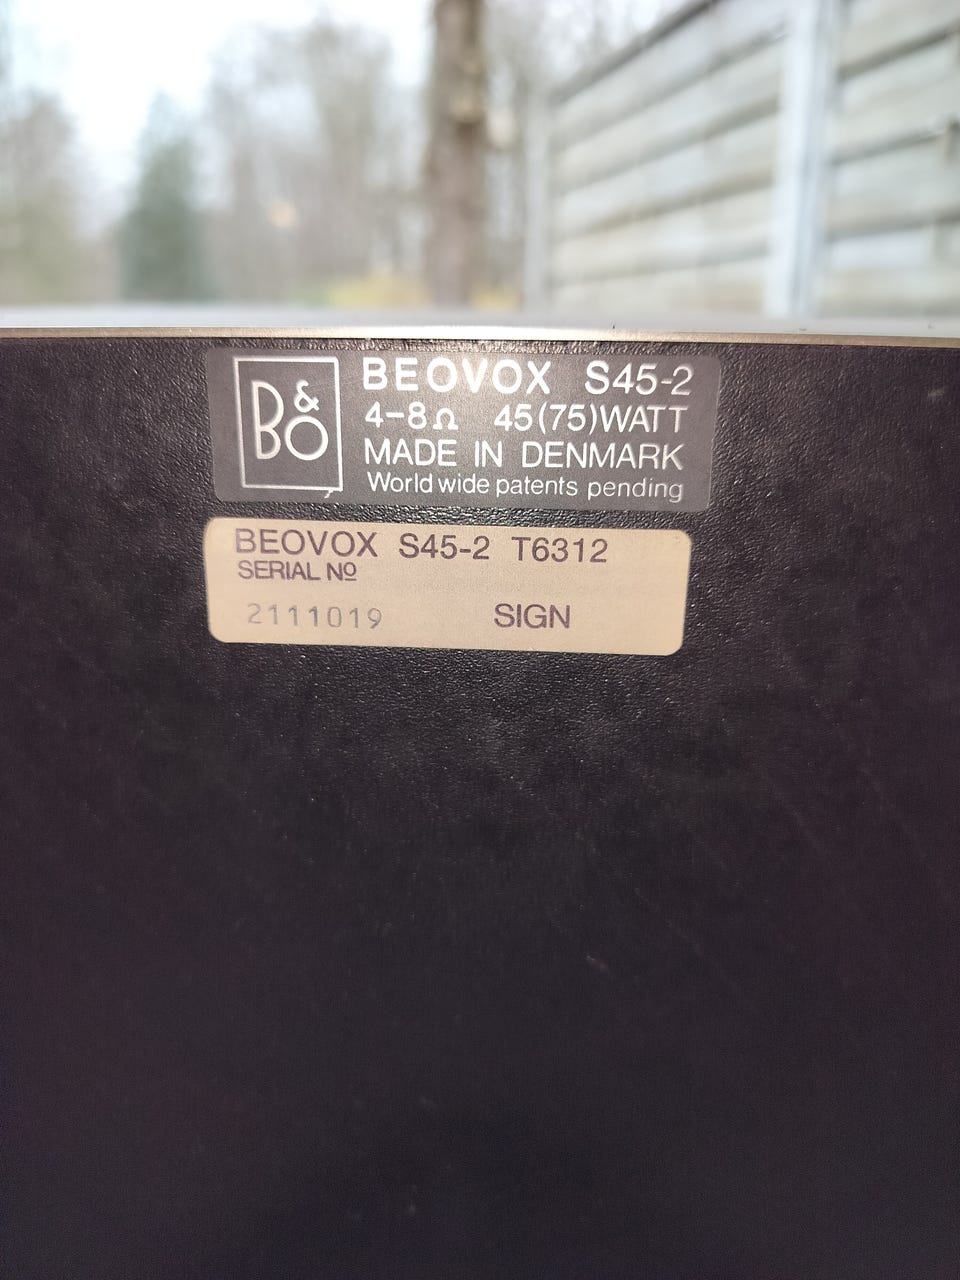 B&O
BEOVOX S45-2
4-8Ω 45(75)WATT
MADE IN DENMARK
World wide patents pending
BEOVOX S45-2 T6312
SERIAL Nº
2111019 SIGN